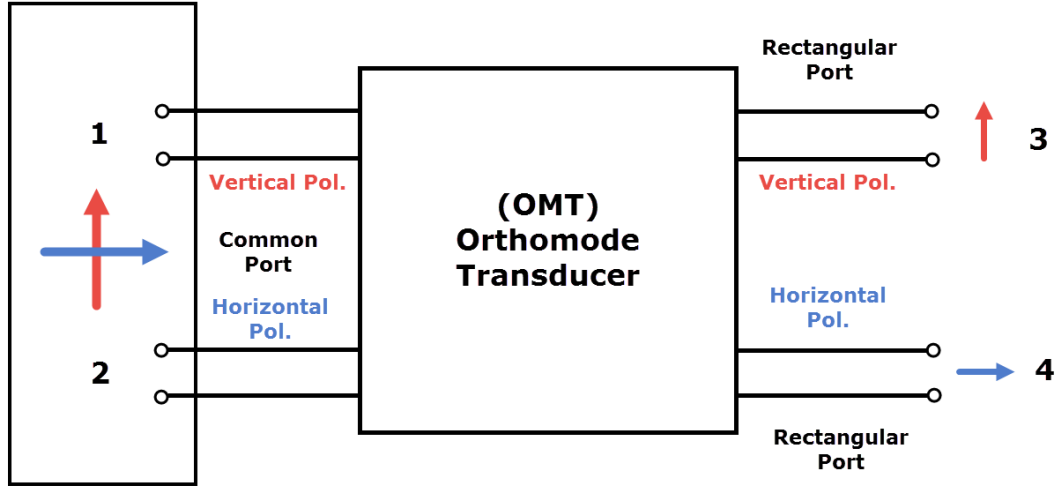 1
2
Vertical Pol.
Common
Port
Horizontal
Pol.
(OMT)
Orthomode
Transducer
Rectangular
Port
Vertical Pol.
3
Horizontal
Pol.
4
Rectangular
Port